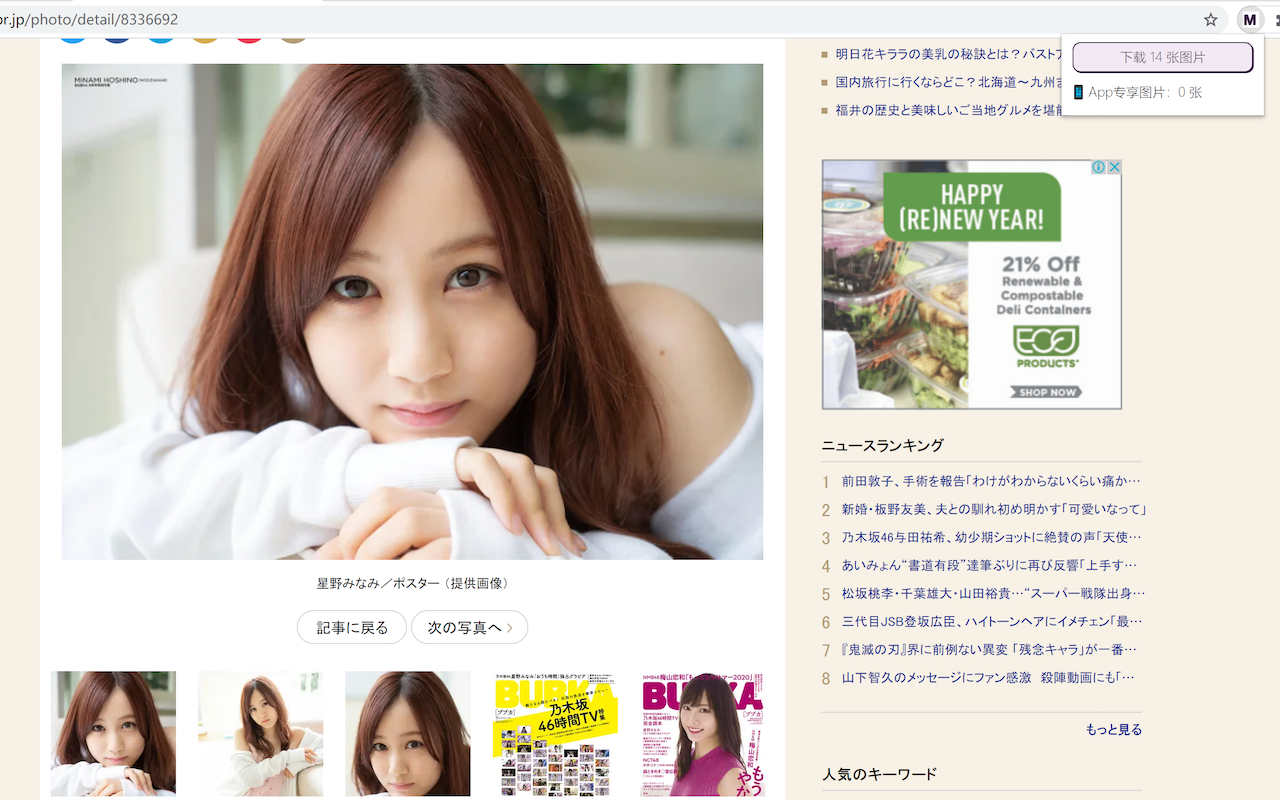 or.jp/photo/detail/8336692
M
下载 14 张图片
App专享图片：0 张
明日花キララの美乳の秘訣とは？バスト
国内旅行に行くならどこ？北海道～九州ま
福井の歴史と美味しいご当地グルメを堪能
MINAMI HOSHINO NOGIZAKA46
HAPPY
(RE)NEW YEAR!
21% Off
Renewable &
Compostable
Deli Containers
ECO
PRODUCTS
SHOP NOW
ニュースランキング
1 前田敦子、手術を報告「わけがわからないくらい痛か…
2 新婚・板野友美、夫との馴れ初め明かす「可愛いなって」
3 乃木坂46与田祐希、幼少期ショットに絶賛の声「天使…
4 あいみょん“書道有段”達筆ぶりに再び反響「上手す…
5 松坂桃李・千葉雄大・山田裕貴…“スーパー戦隊出身…
6 三代目JSB登坂広臣、ハイトーンヘアにイメチェン「最…
7 『鬼滅の刃』界に前例ない異変 「残念キャラ」が一番…
8 山下智久のメッセージにファン感激 殺陣動画にも「…
もっと見る
人気のキーワード
星野みなみ／ポスター（提供画像）
記事に戻る
次の写真へ
BUBKA
[ブブカ]
乃木坂
46時間TV
特集
BUBKA
[ブブカ]
乃木坂46時間TV
NGT48
梅山恋和
もう
やか